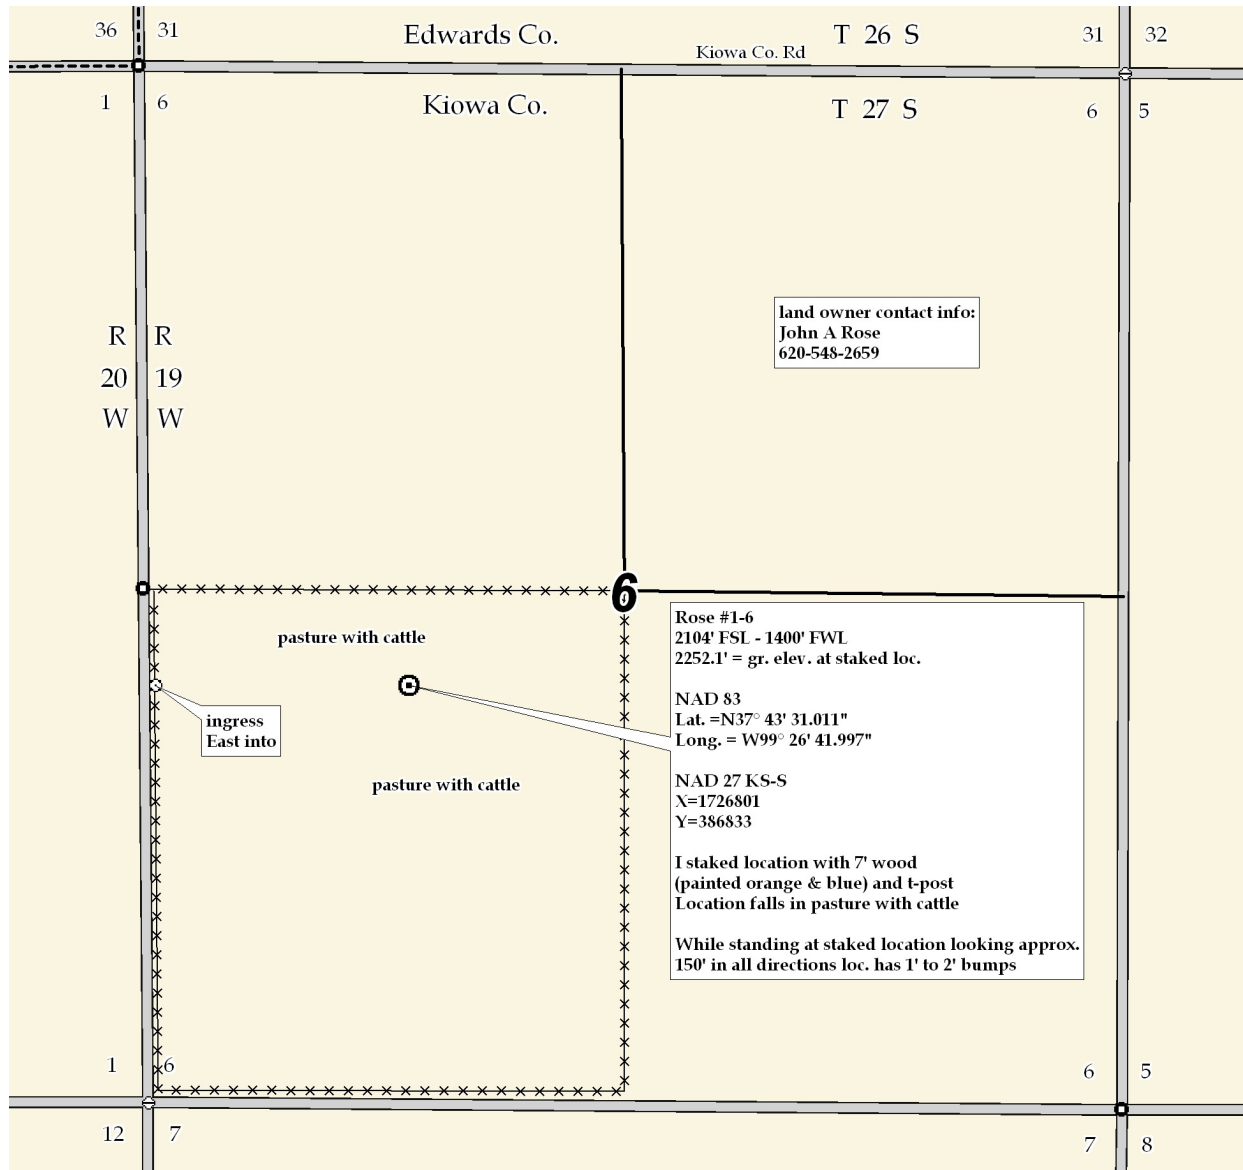 36 31 Edwards Co. T 26 S 31 32
Kiowa Co. Rd
1 6 Kiowa Co. T 27 S 6 5
land owner contact info:
John A Rose
620-548-2659
R R
20 19
W W
6
pasture with cattle
ingress
East into
pasture with cattle
Rose #1-6
2104' FSL - 1400' FWL
2252.1' = gr. elev. at staked loc.
NAD 83
Lat. =N37° 43' 31.011"
Long. = W99° 26' 41.997"
NAD 27 KS-S
X=1726801
Y=386833
I staked location with 7' wood
(painted orange & blue) and t-post
Location falls in pasture with cattle
While standing at staked location looking approx.
150' in all directions loc. has 1' to 2' bumps
1 6 6 5
12 7 7 8